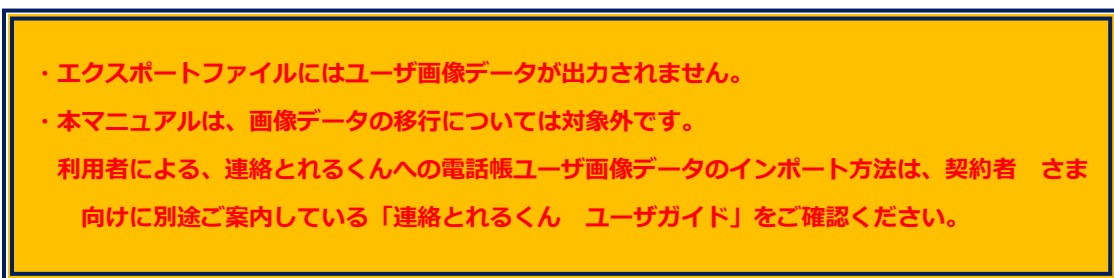 ・エクスポートファイルにはユーザ画像データが出力されません。
・本マニュアルは、画像データの移行については対象外です。
利用者による、連絡とれるくんへの電話帳ユーザ画像データのインポート方法は、契約者　さま
向けに別途ご案内している「連絡とれるくん　ユーザガイド」をご確認ください。